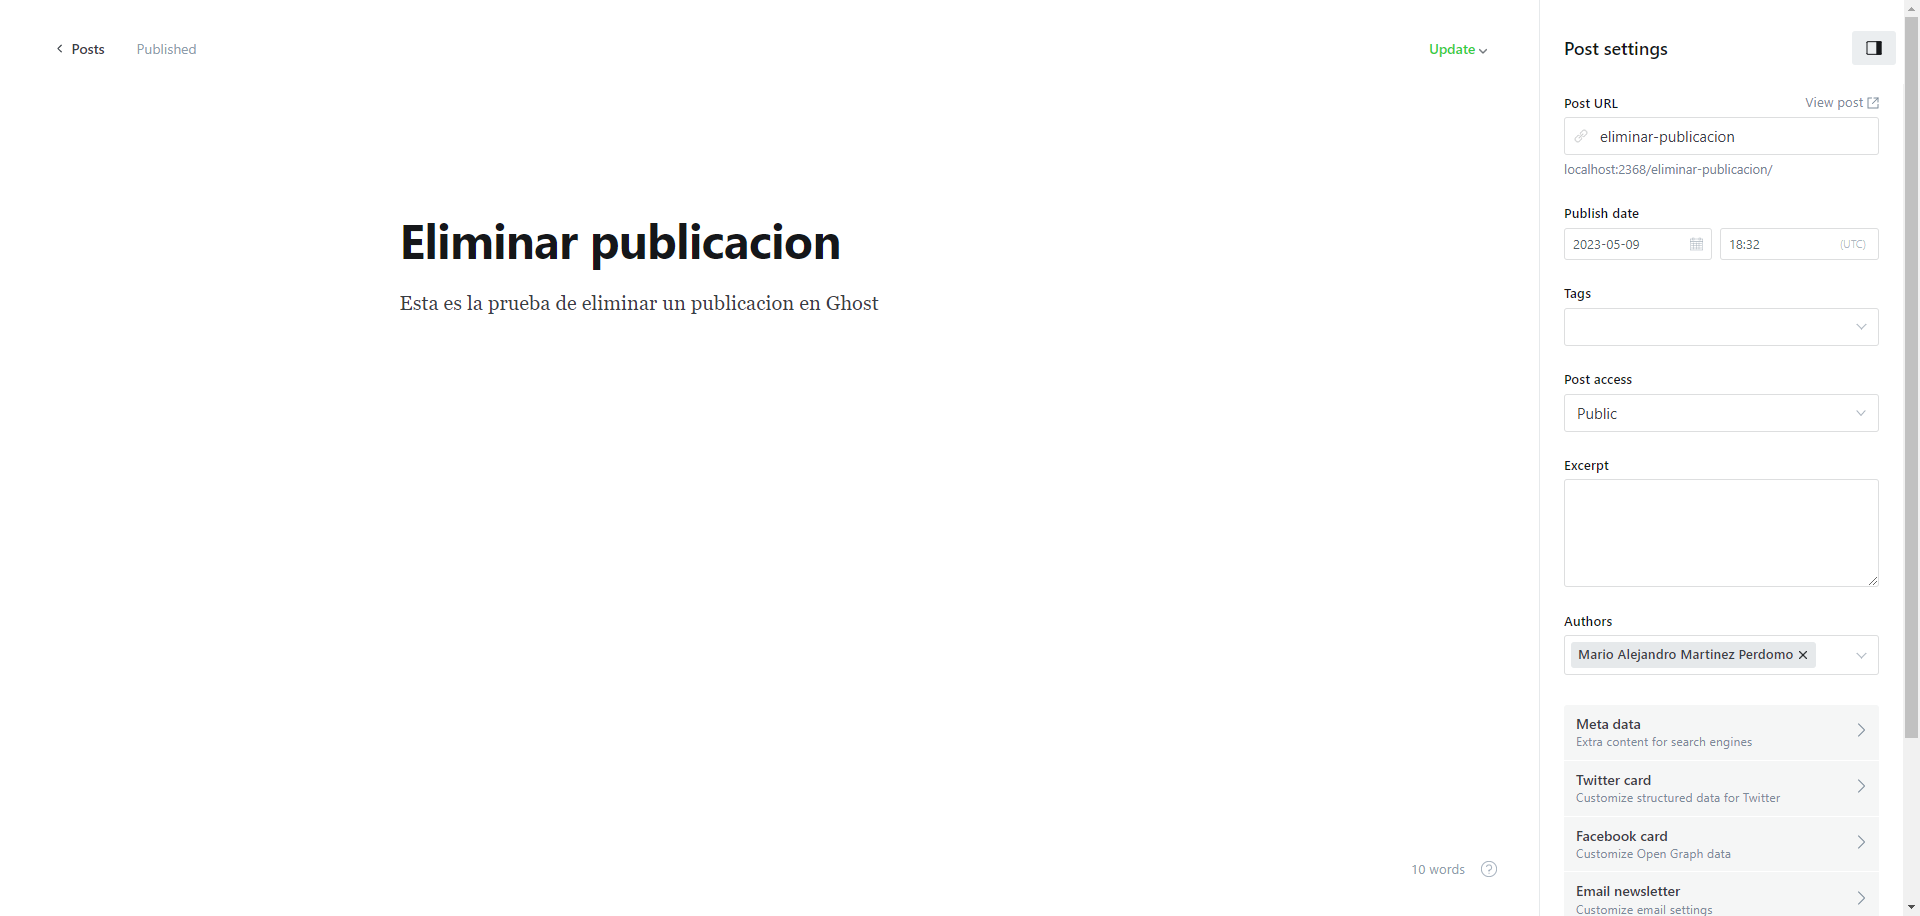 Posts
Published
Update
Post settings
Post URL
View post
eliminar-publicacion
localhost:2368/eliminar-publicacion/
Publish date
2023-05-09
18:32
(UTC)
Eliminar publicacion
Esta es la prueba de eliminar un publicacion en Ghost
Tags
Post access
Public
Excerpt
Authors
Mario Alejandro Martinez Perdomo ×
Meta data
Extra content for search engines
Twitter card
Customize structured data for Twitter
Facebook card
Customize Open Graph data
Email newsletter
Customize email settings
10 words
?